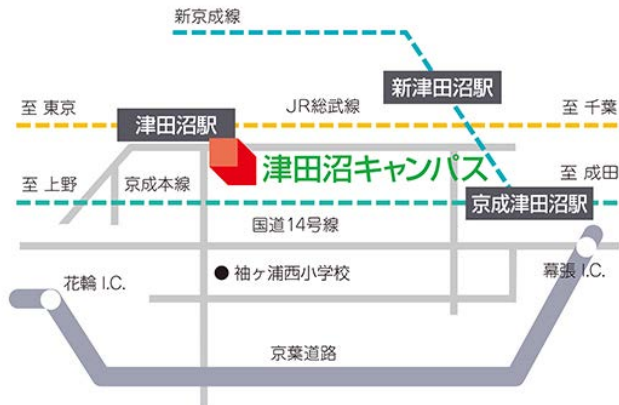 新京成線
新津田沼駅
至 東京
津田沼駅
JR総武線
至 千葉
津田沼キャンパス
至 上野
京成本線
至 成田
京成津田沼駅
国道14号線
● 袖ヶ浦西小学校
花輪 I.C.
幕張 I.C.
京葉道路